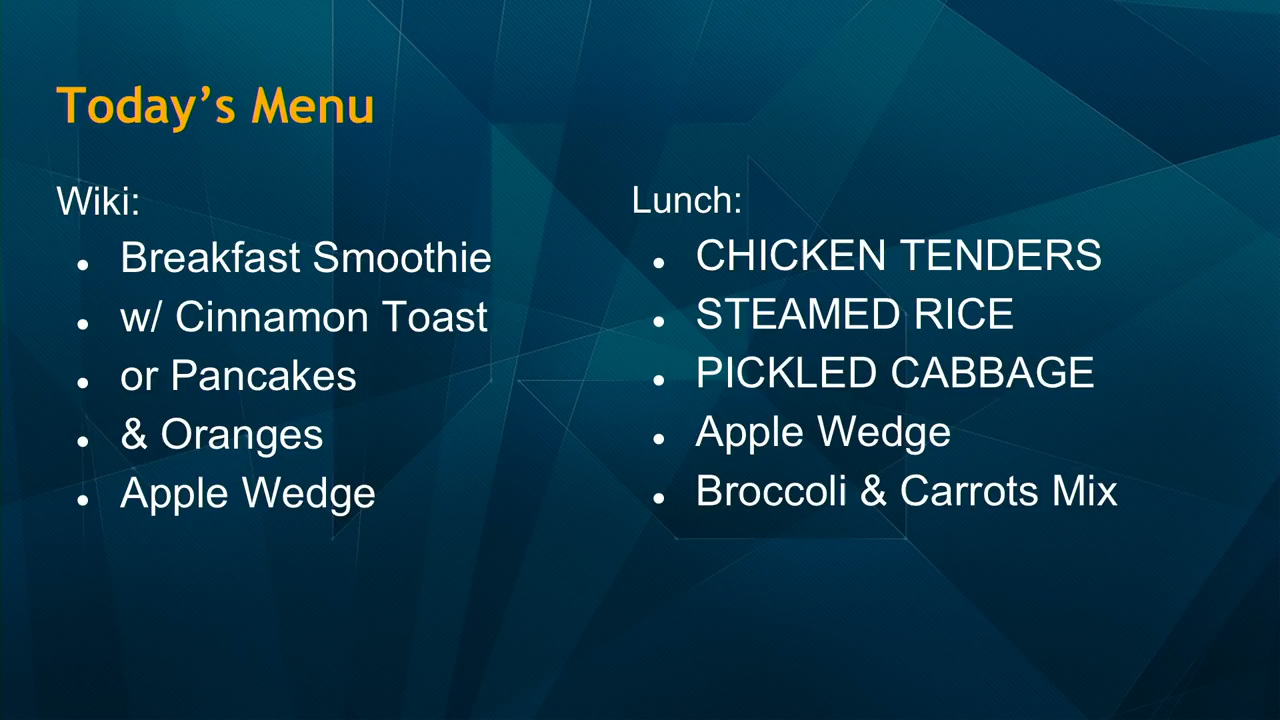 Today’s Menu
Wiki:
● Breakfast Smoothie
● w/ Cinnamon Toast
● or Pancakes
● & Oranges
● Apple Wedge
Lunch:
● CHICKEN TENDERS
● STEAMED RICE
● PICKLED CABBAGE
● Apple Wedge
● Broccoli & Carrots Mix